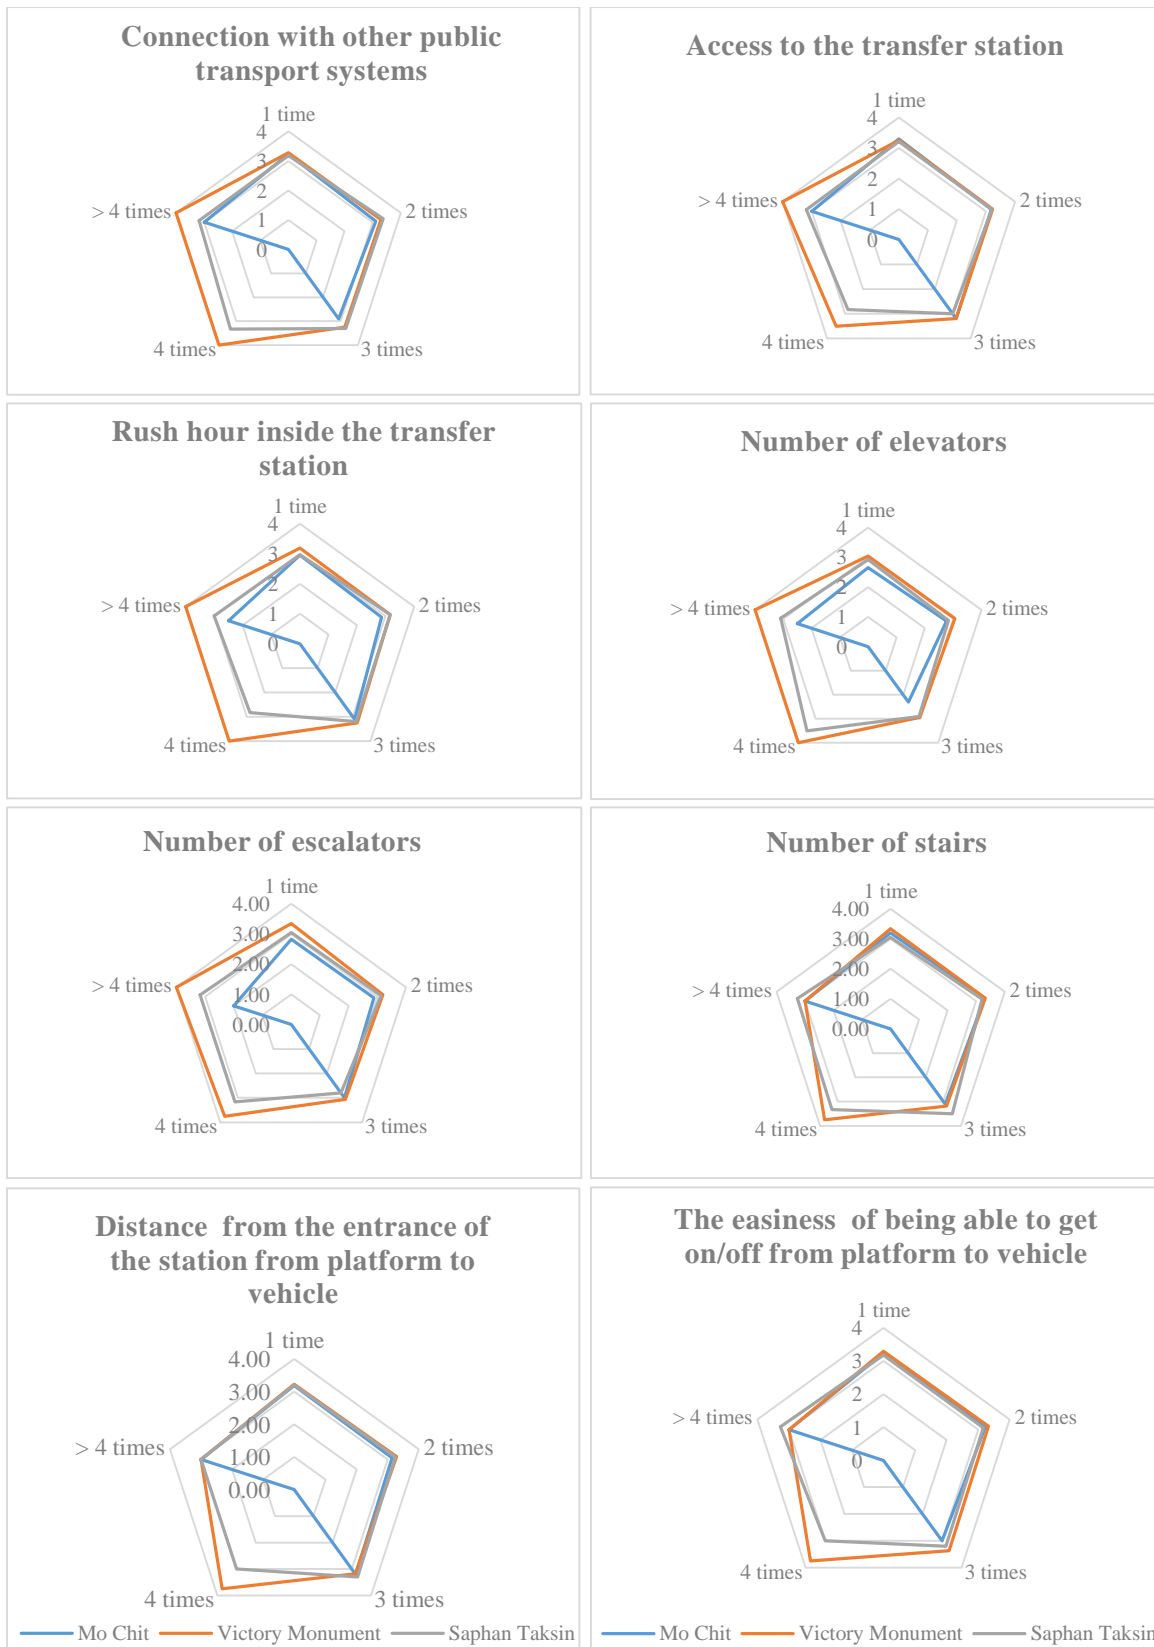 Connection with other public
transport systems
1 time
4
3
2
1
0
2 times
3 times
4 times
> 4 times
Access to the transfer station
1 time
4
3
2
1
0
2 times
3 times
4 times
> 4 times
Rush hour inside the transfer
station
1 time
4
3
2
1
0
2 times
3 times
4 times
> 4 times
Number of elevators
1 time
4
3
2
1
0
2 times
3 times
4 times
> 4 times
Number of escalators
1 time
4.00
3.00
2.00
1.00
0.00
2 times
3 times
4 times
> 4 times
Number of stairs
1 time
4.00
3.00
2.00
1.00
0.00
2 times
3 times
4 times
> 4 times
Distance from the entrance of
the station from platform to
vehicle
1 time
4.00
3.00
2.00
1.00
0.00
2 times
3 times
4 times
> 4 times
Mo Chit Victory Monument Saphan Taksin
The easiness of being able to get
on/off from platform to vehicle
1 time
4
3
2
1
0
2 times
3 times
4 times
> 4 times
Mo Chit Victory Monument Saphan Taksin